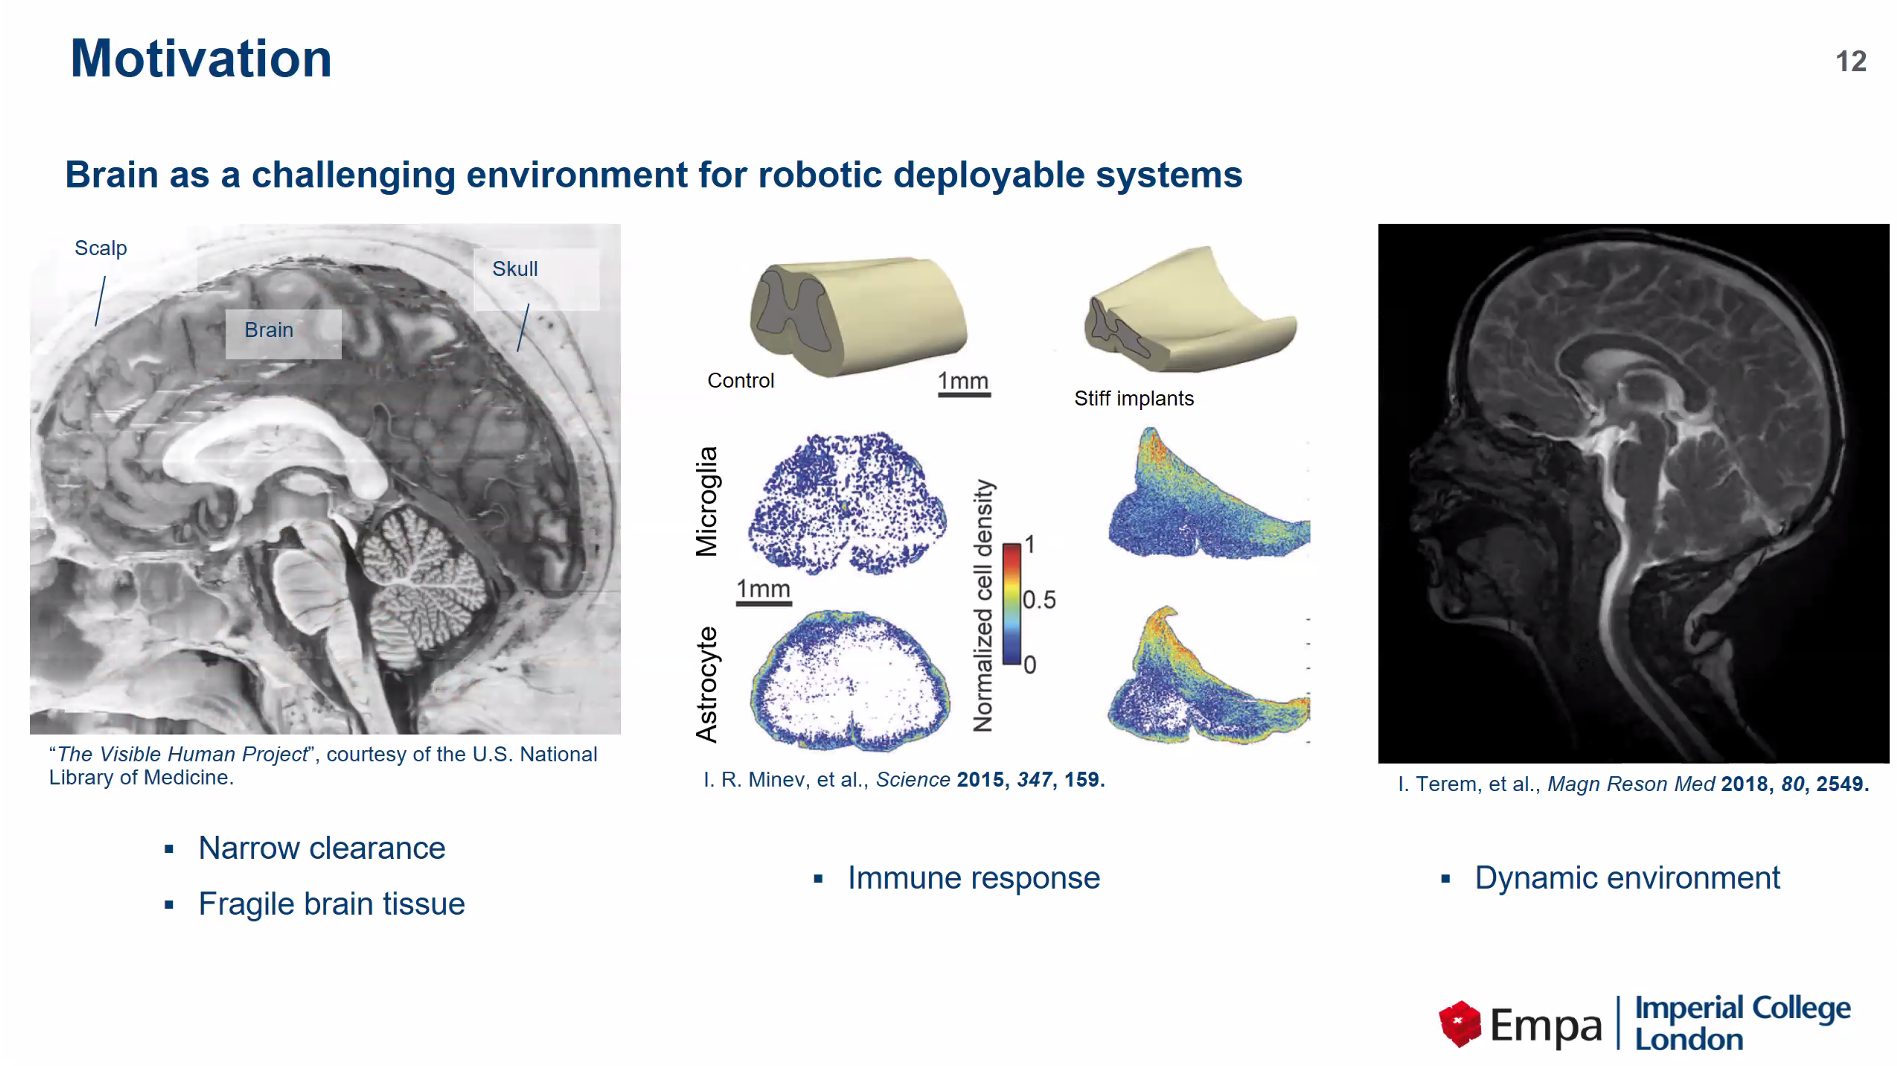 Motivation
12
Brain as a challenging environment for robotic deployable systems
Scalp
Skull
Brain
“The Visible Human Project”, courtesy of the U.S. National
Library of Medicine.
Control
1mm
Stiff implants
Microglia
1mm
Astrocyte
Normalized cell density
1
0.5
0
I. R. Minev, et al., Science 2015, 347, 159.
I. Terem, et al., Magn Reson Med 2018, 80, 2549.
▪ Narrow clearance
▪ Fragile brain tissue
▪ Immune response
▪ Dynamic environment
Empa
Imperial College
London